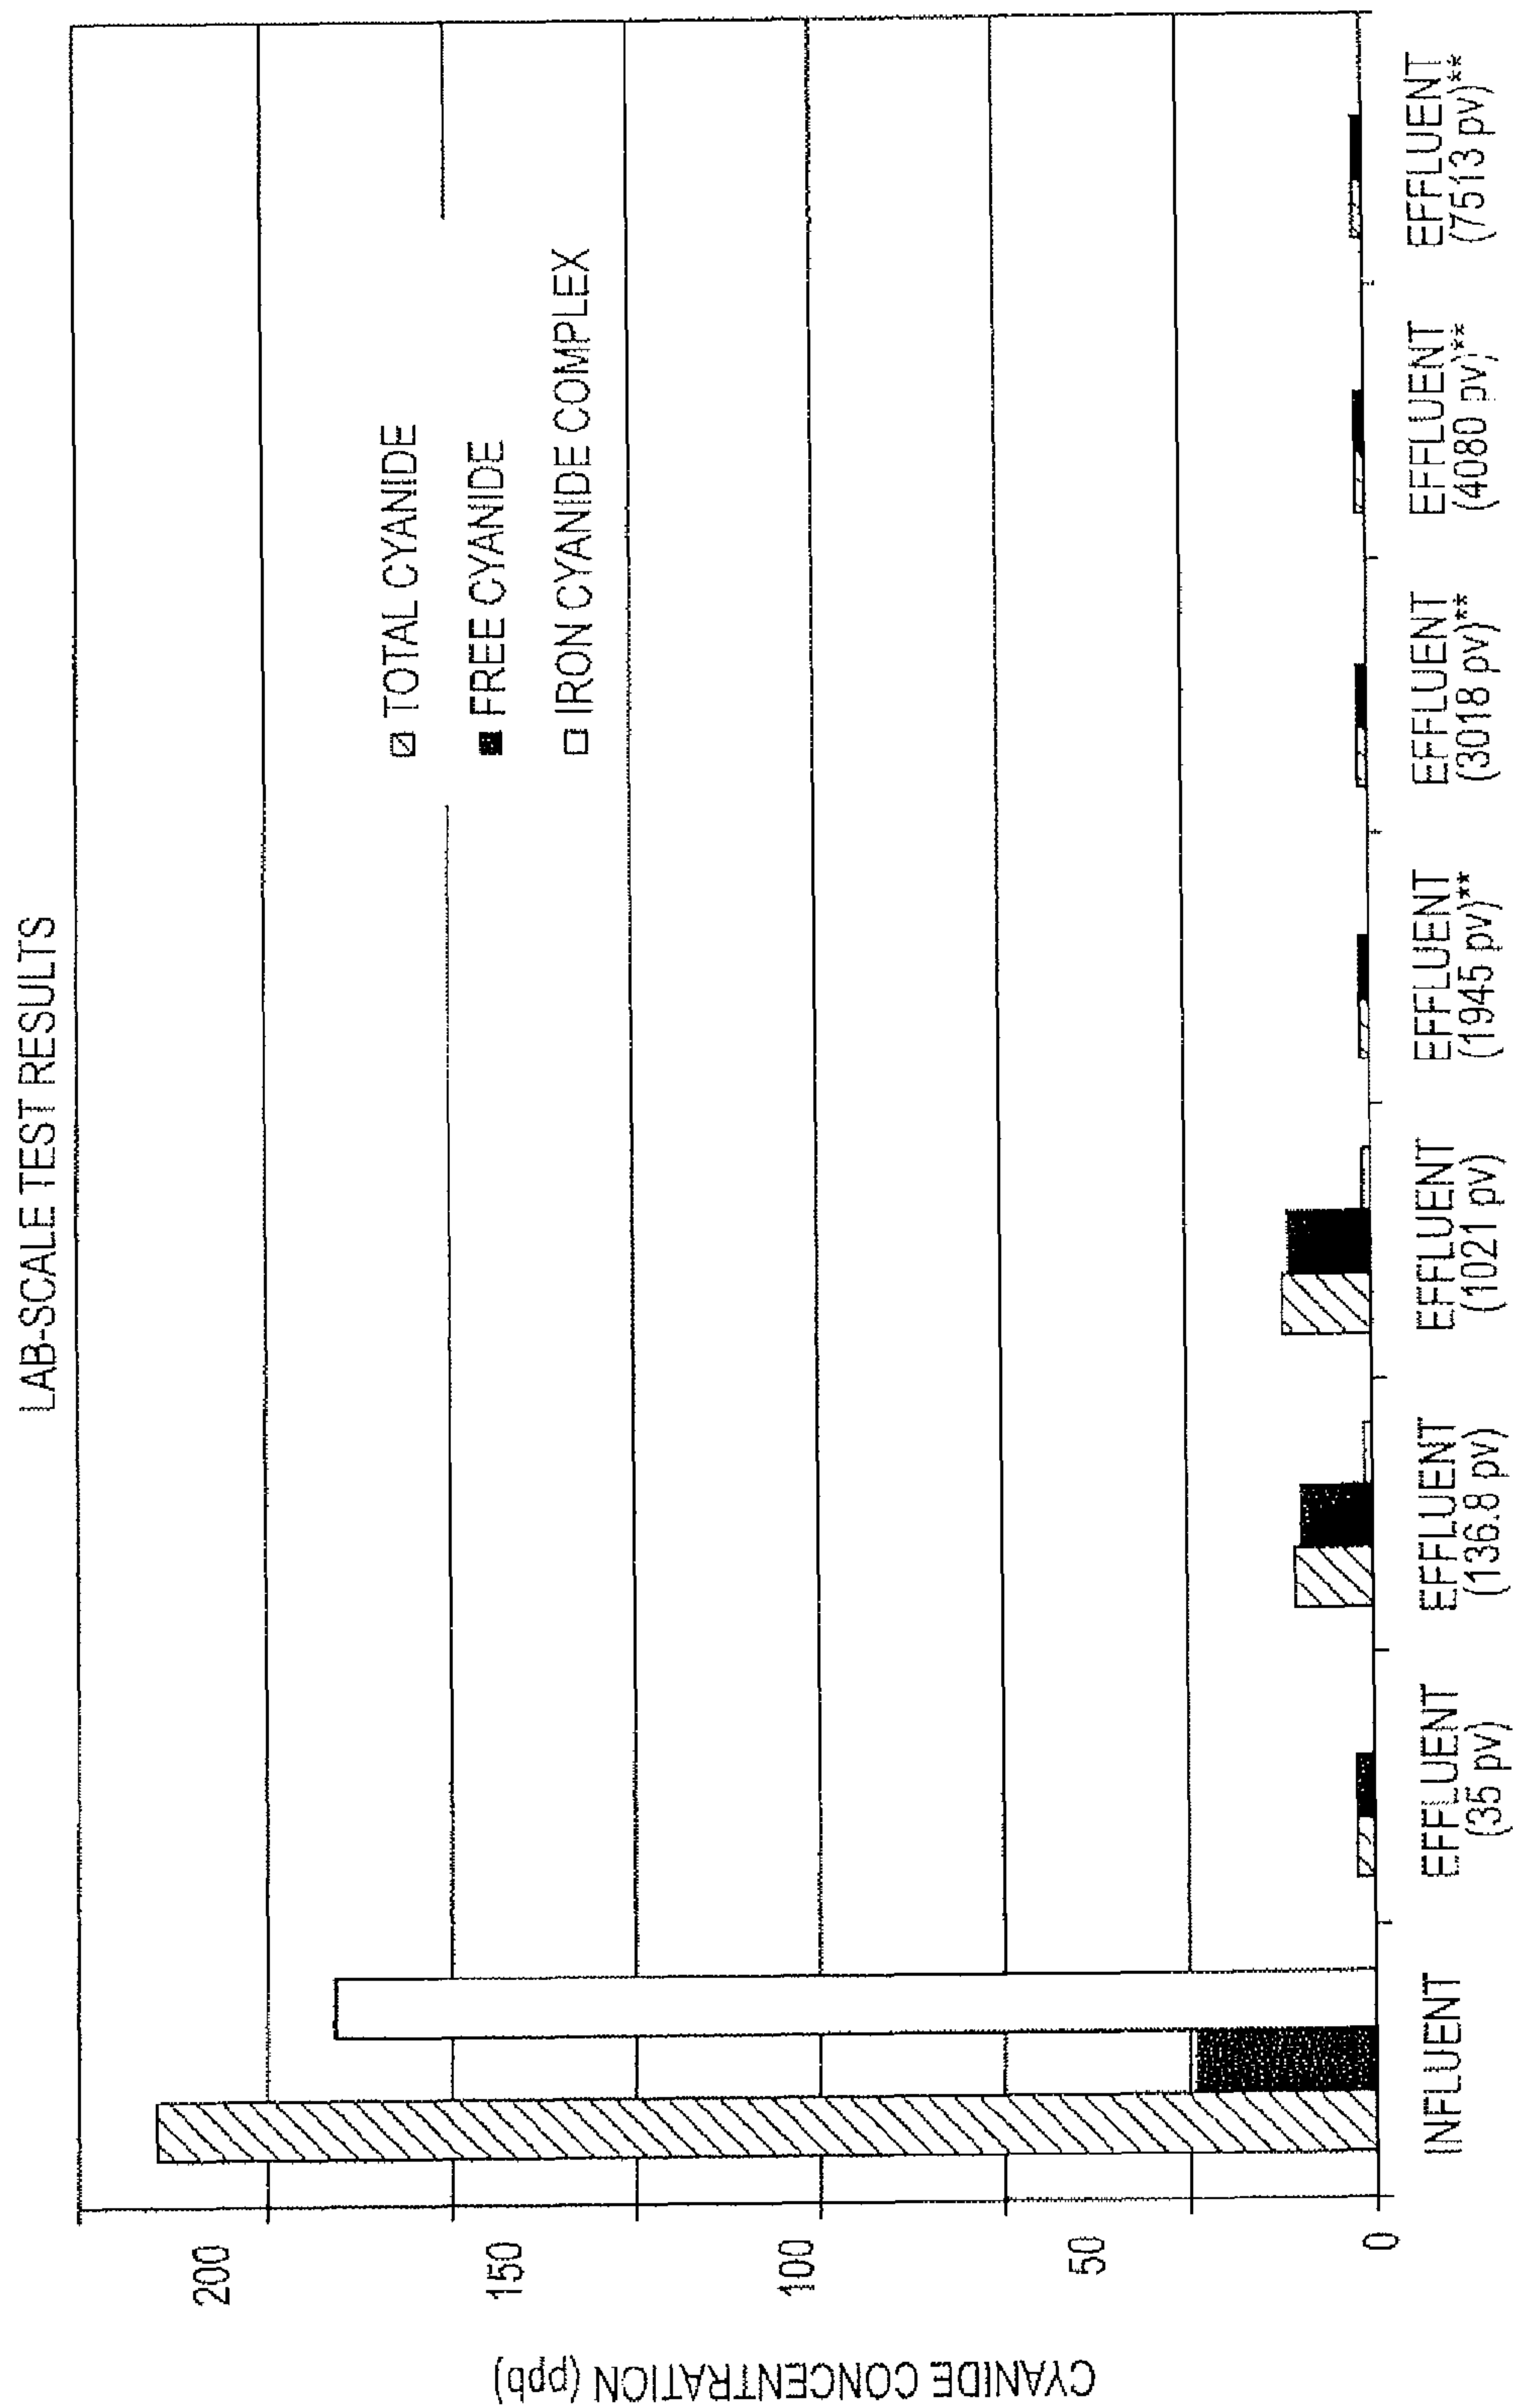 LAB-SCALE TEST RESULTS
CYANIDE CONCENTRATION (ppb)
200
150
100
50
0
TOTAL CYANIDE
FREE CYANIDE
IRON CYANIDE COMPLEX
INFLUENT
EFFLUENT
(35 pv)
EFFLUENT
(136.8 pv)
EFFLUENT
(1021 pv)
EFFLUENT
(1945 pv)**
EFFLUENT
(3018 pv)**
EFFLUENT
(4080 pv)**
EFFLUENT
(7513 pv)**